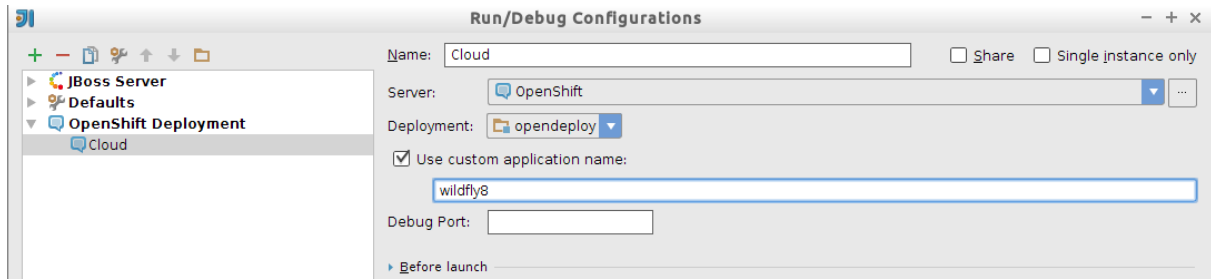 Run/Debug Configurations
Name: Cloud
Share
Single instance only
JBoss Server
Defaults
OpenShift Deployment
Cloud
Server: OpenShift
Deployment: opendeploy
Use custom application name:
wildfly8
Debug Port:
Before launch